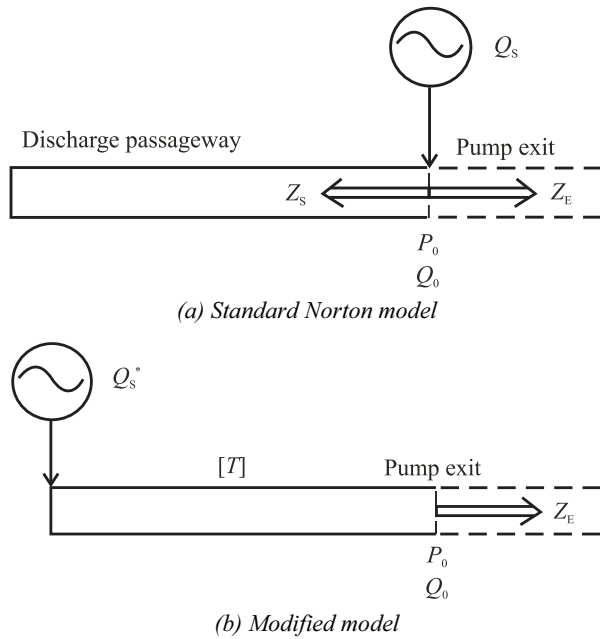 Q_S
Discharge passageway
Pump exit
Z_S
Z_E
P_0
Q_0
(a) Standard Norton model
Q_S*
[T]
Pump exit
Z_E
P_0
Q_0
(b) Modified model